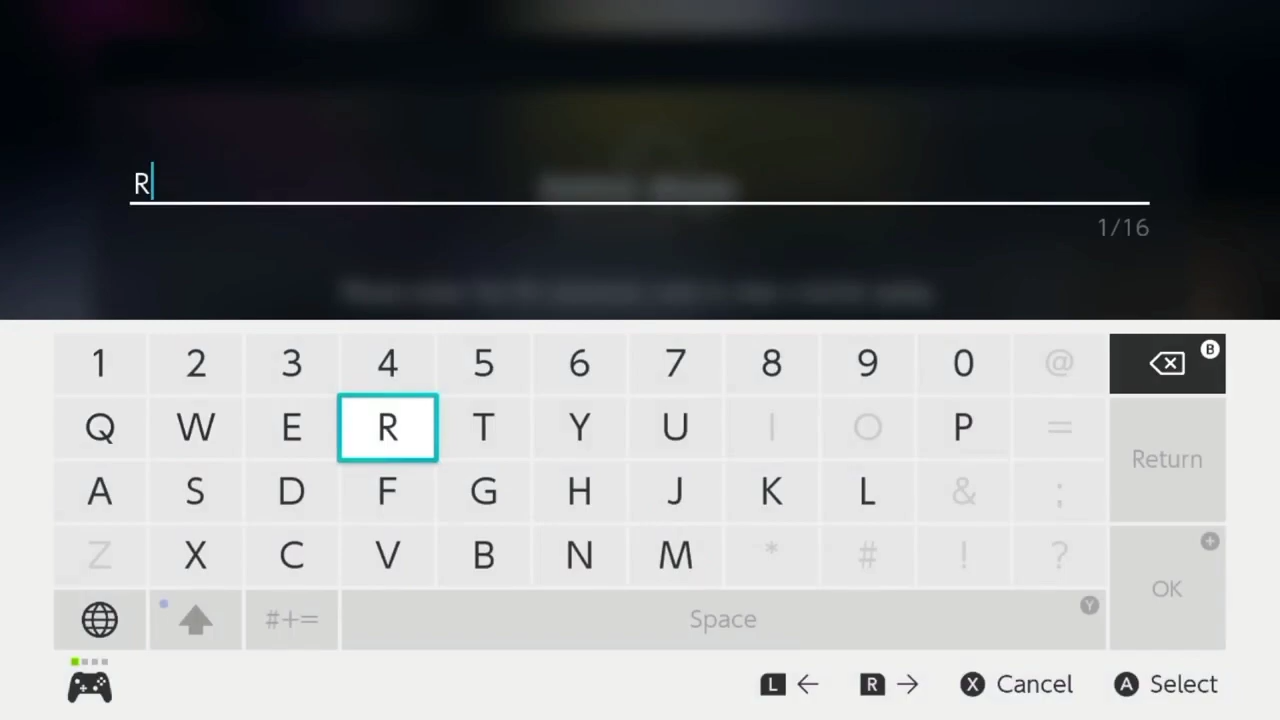 R
1/16
1 2 3 4 5 6 7 8 9 0 @ B
Q W E R T Y U I O P =
Return
A S D F G H J K L & ;
Z X C V B N M * # ! ?
OK
#+= Space Y
L ← R → X Cancel A Select